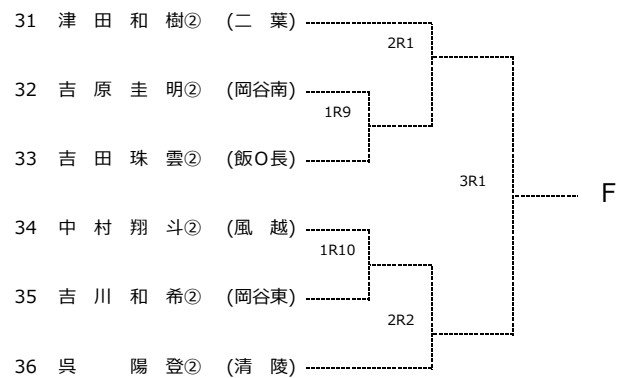 31 津 田 和 樹② (二 葉)
2R1
32 吉 原 圭 明② (岡谷南)
1R9
33 吉 田 珠 雲② (飯O長)
3R1
F
34 中 村 翔 斗② (風 越)
1R10
35 吉 川 和 希② (岡谷東)
2R2
36 呉 陽 登② (清 陵)